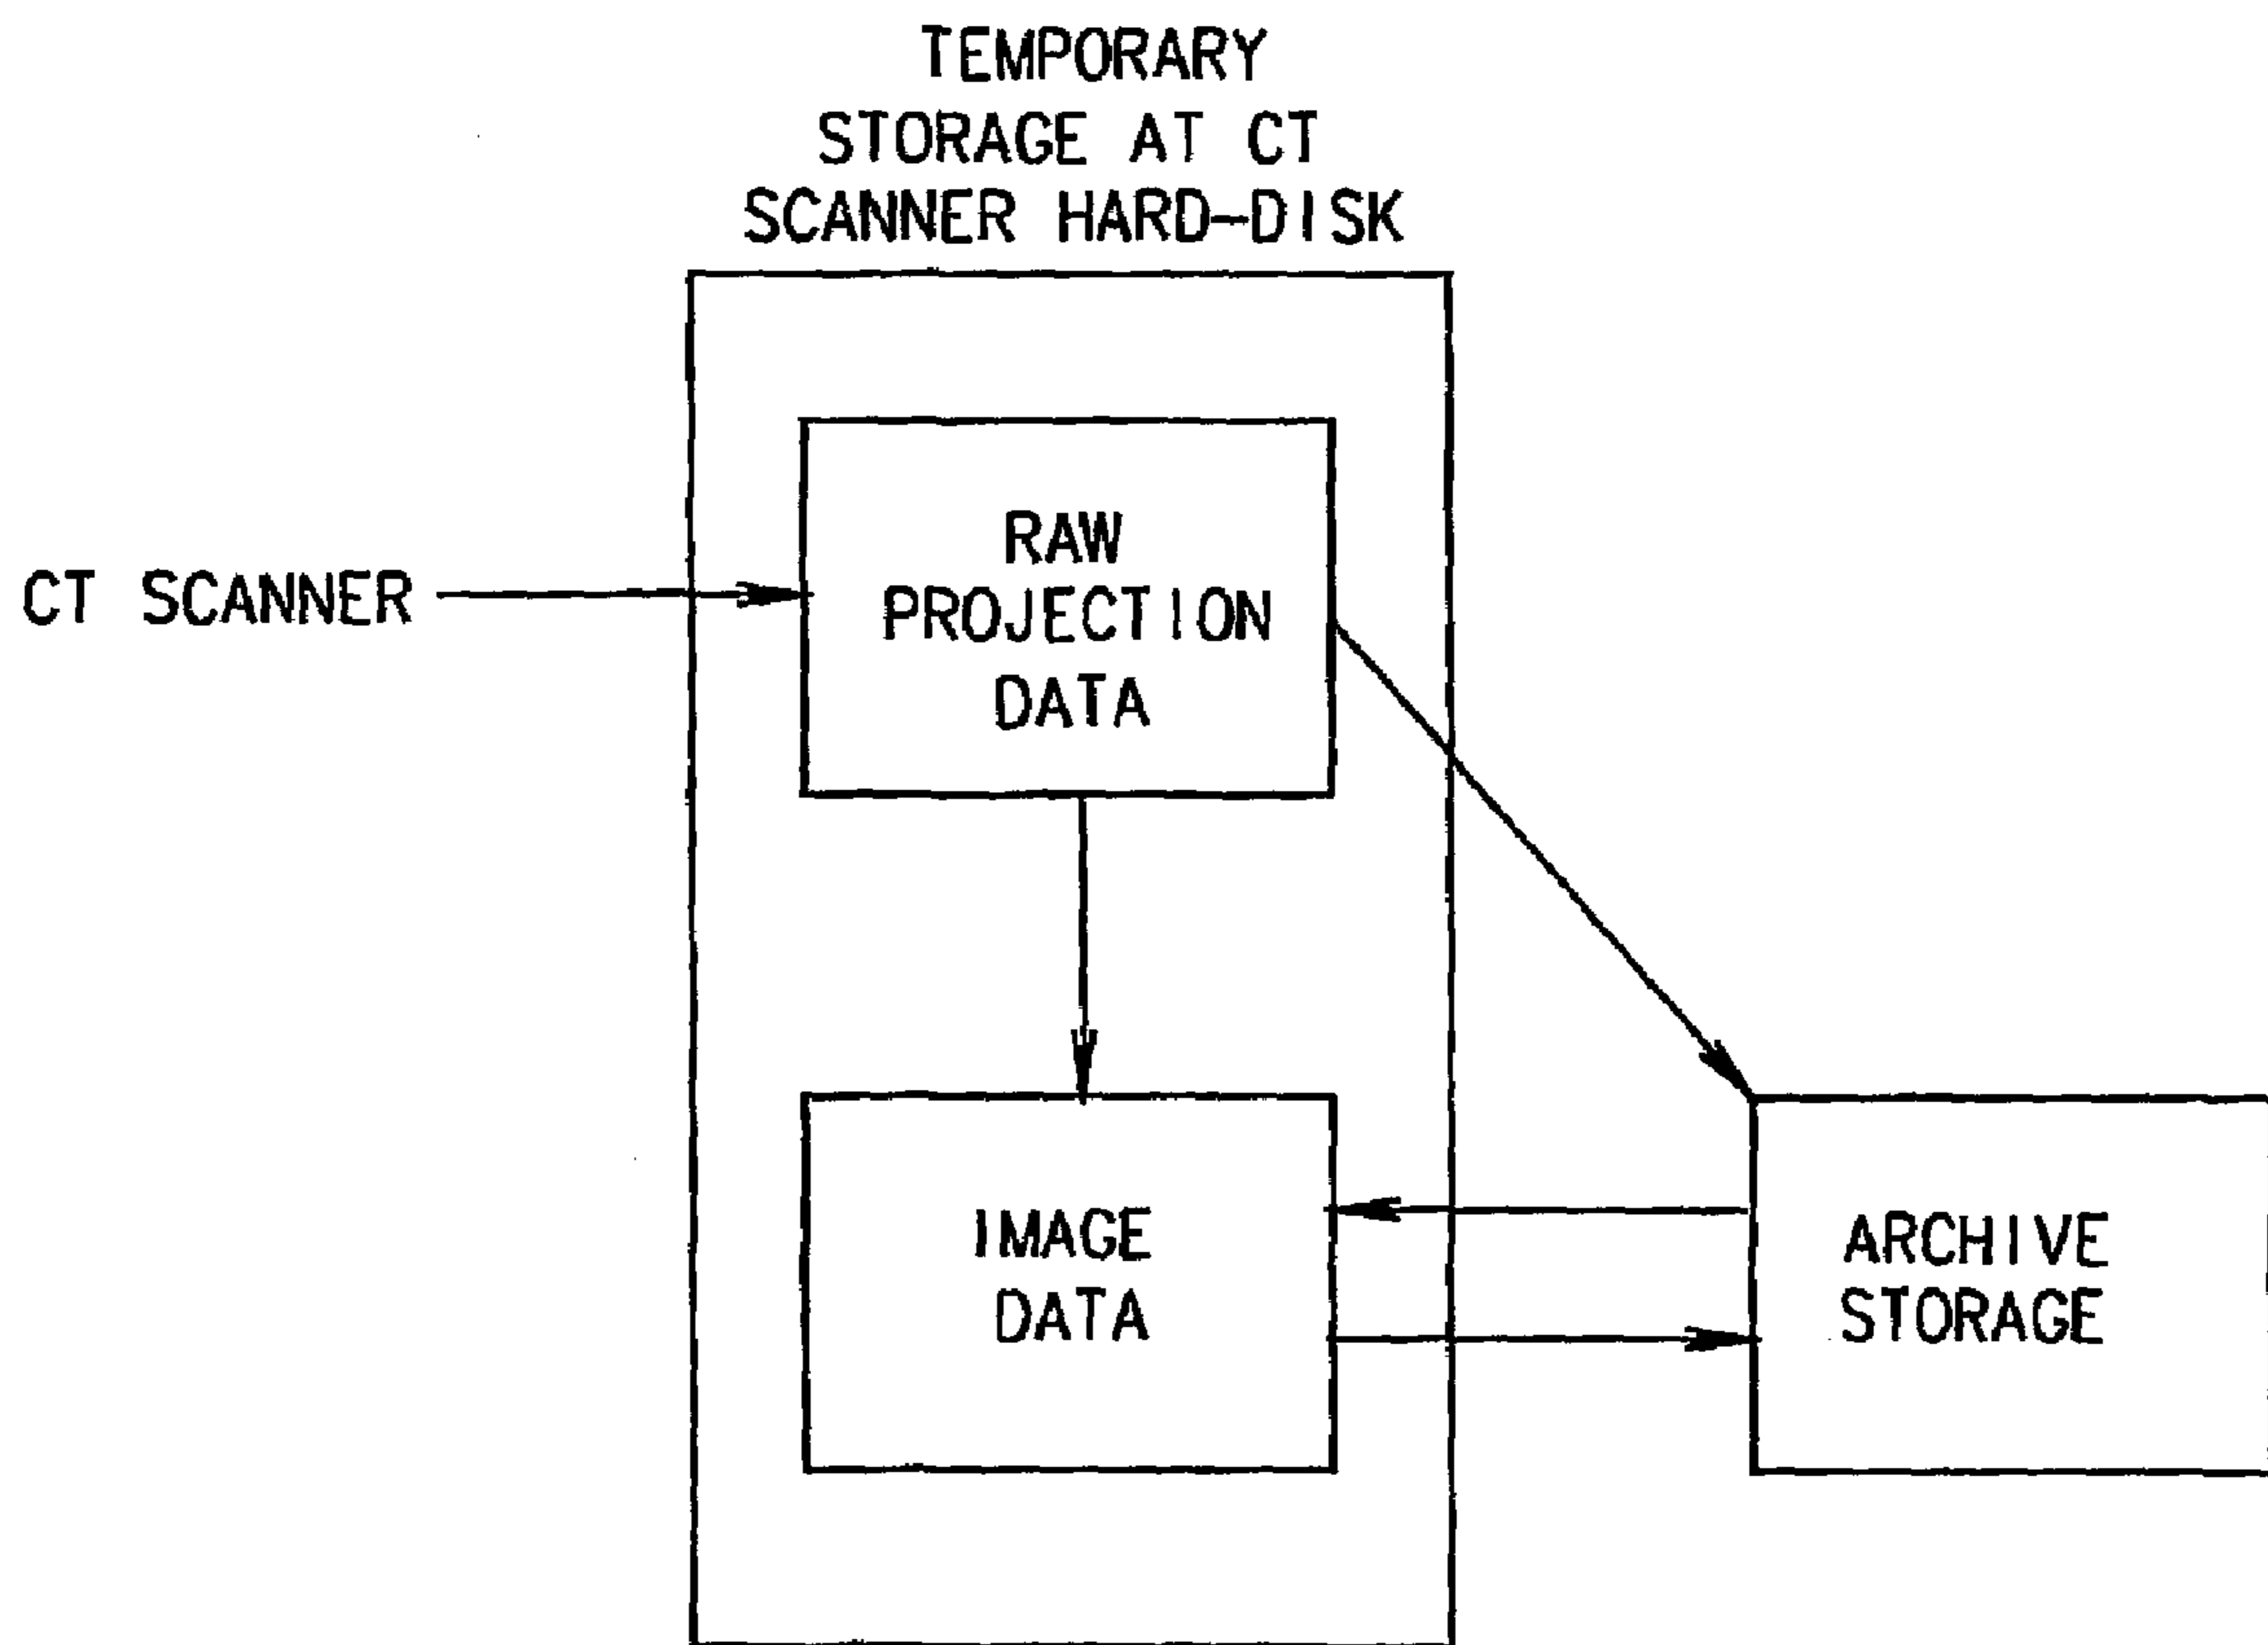 TEMPORARY
STORAGE AT CT
SCANNER HARD-DISK
CT SCANNER
RAW
PROJECTION
DATA
IMAGE
DATA
ARCHIVE
STORAGE